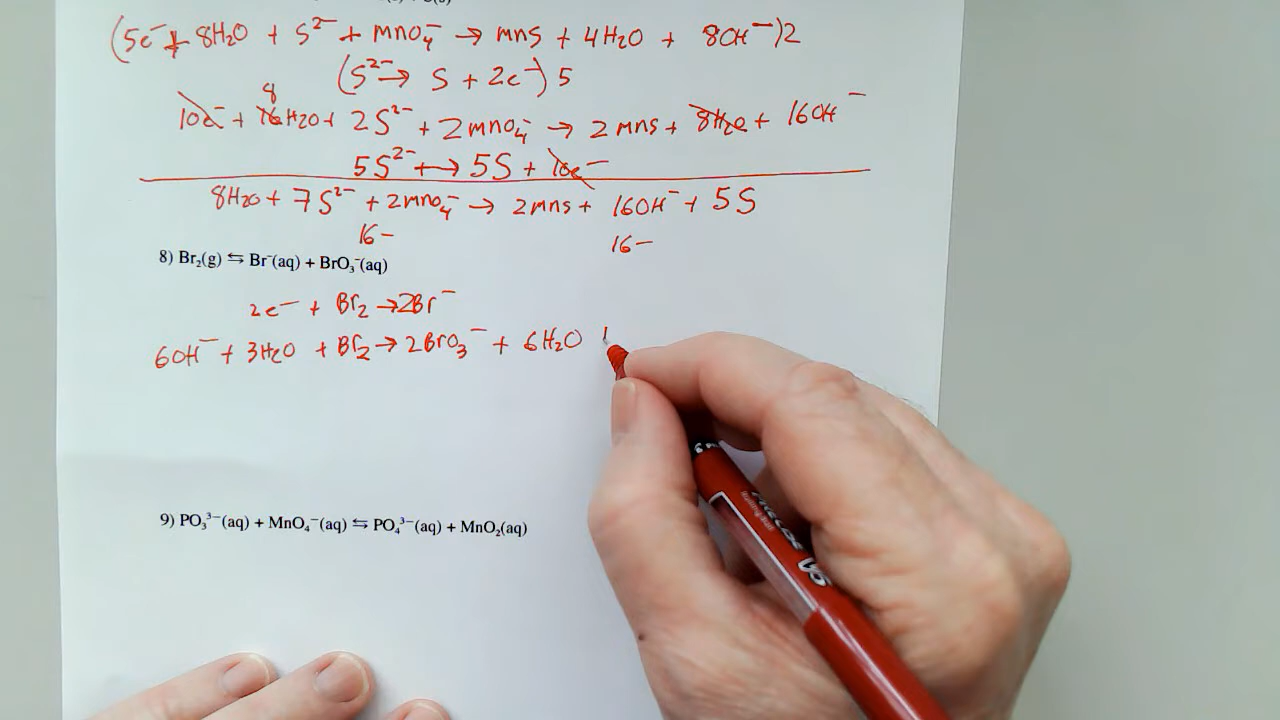 (5e⁻ + 8H₂O + S²⁻ + MnO₄⁻ → MnS + 4H₂O + 8OH⁻)2
(S²⁻ → S + 2e⁻) 5
8
10e⁻ + 16H₂O + 2S²⁻ + 2MnO₄⁻ → 2MnS + 8H₂O + 16OH⁻
5S²⁻ → 5S + 10e⁻
8H₂O + 7S²⁻ + 2MnO₄⁻ → 2MnS + 16OH⁻ + 5S
16− 16−
8) Br₂(g) ⇆ Br⁻(aq) + BrO₃⁻(aq)
2e⁻ + Br₂ → 2Br⁻
6OH⁻ + 3H₂O + Br₂ → 2BrO₃⁻ + 6H₂O
9) PO₃³⁻(aq) + MnO₄⁻(aq) ⇆ PO₄³⁻(aq) + MnO₂(aq)
PRECISE V5